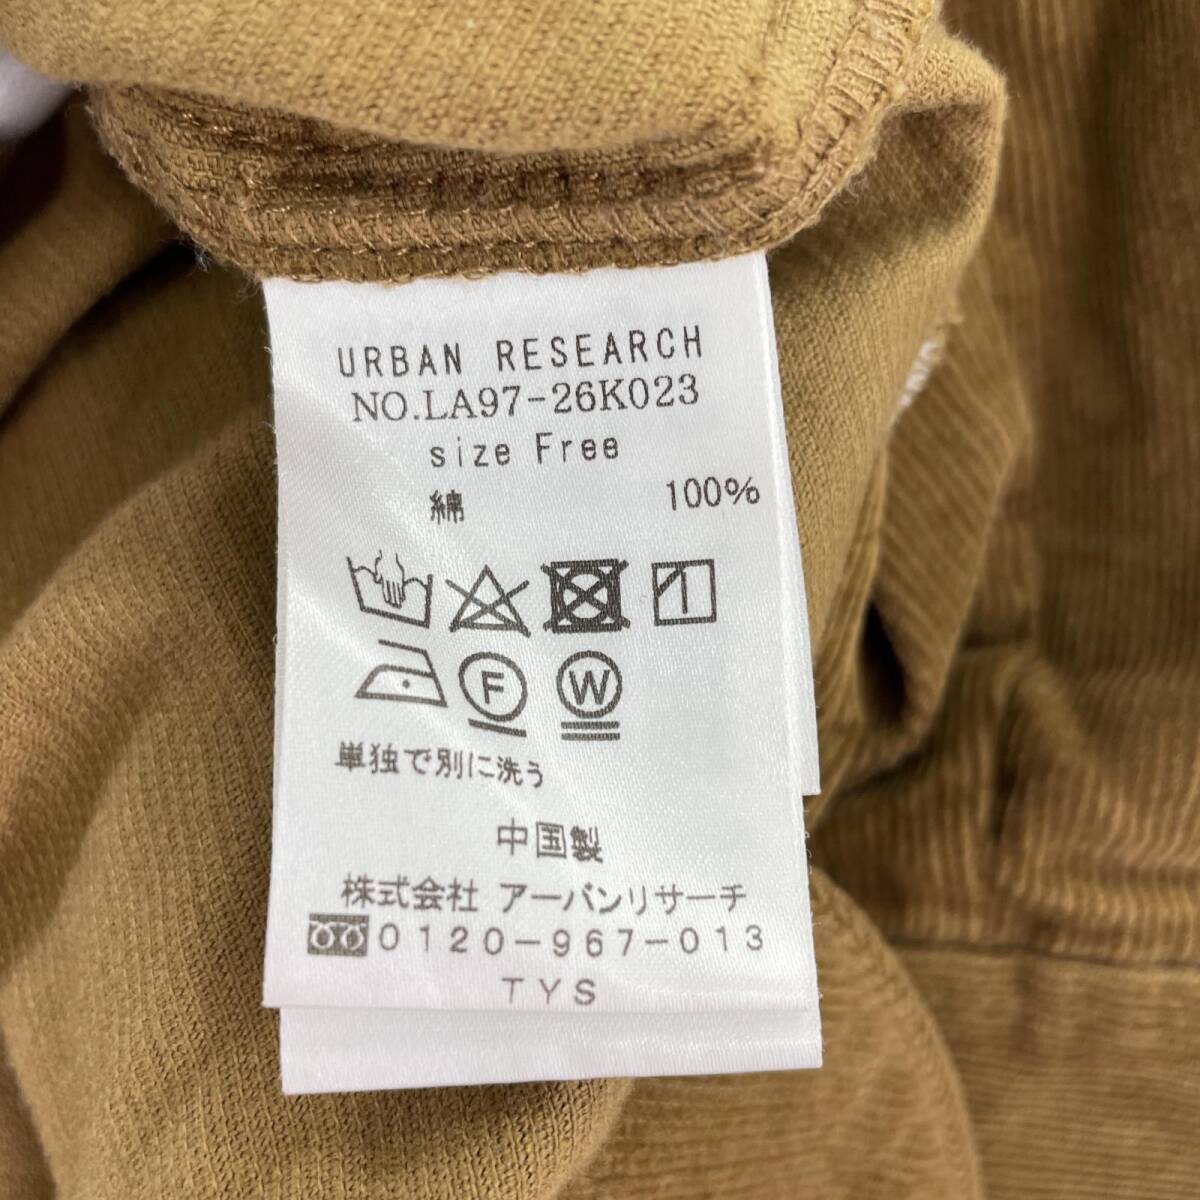 URBAN RESEARCH
NO.LA97-26K023
size Free
綿 100%
F W
単独で別に洗う
中国製
株式会社 アーバンリサーチ
0120-967-013
TYS